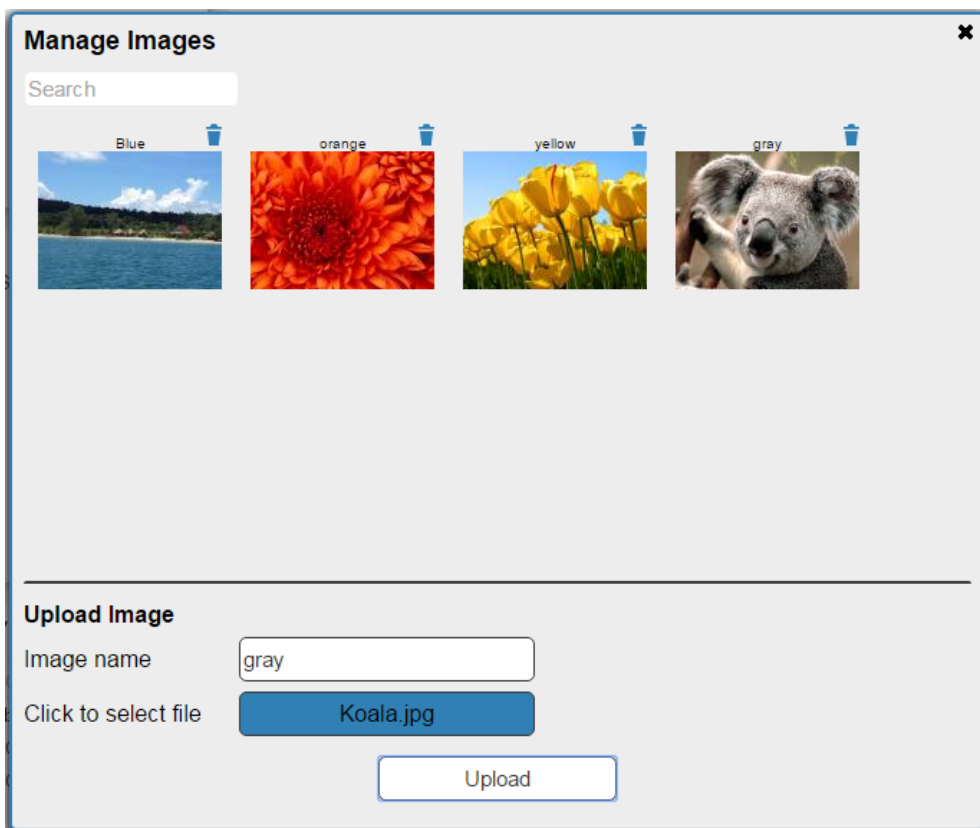 Manage Images
Search
Blue
orange
yellow
gray
Upload Image
Image name
gray
Click to select file
Koala.jpg
Upload